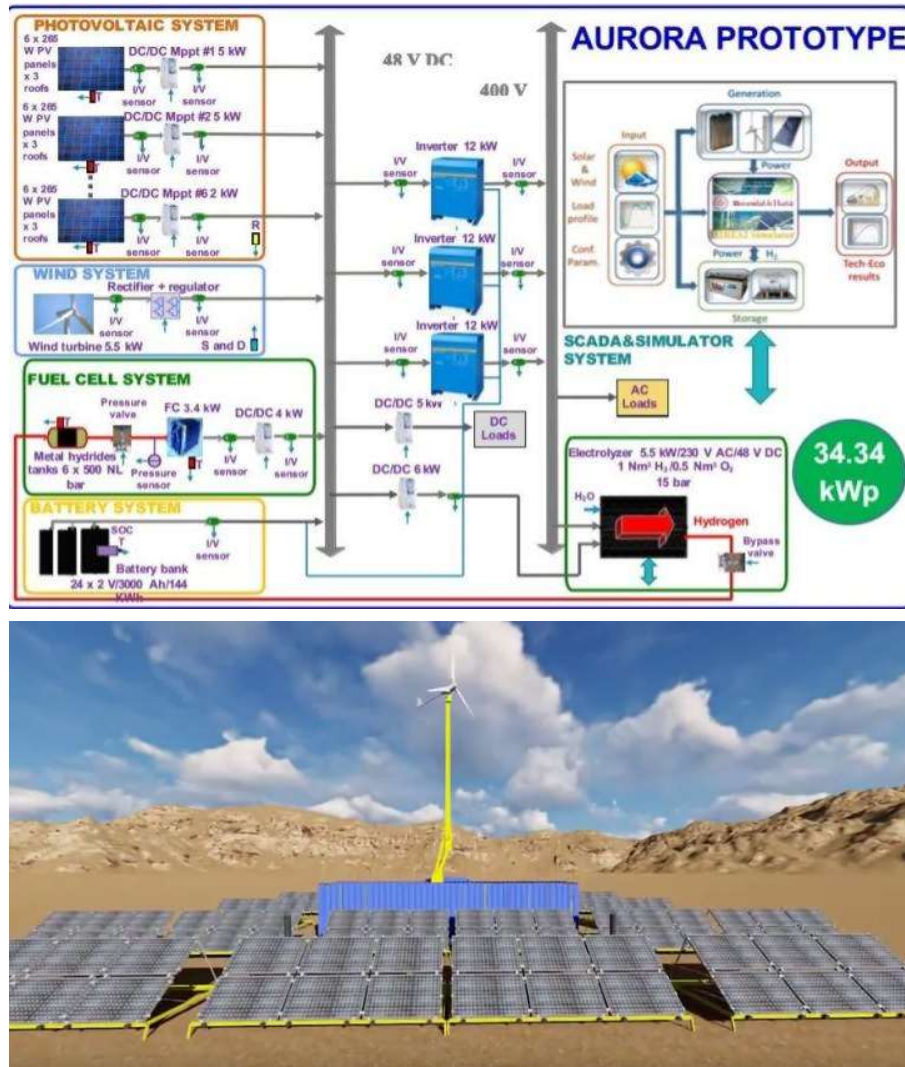 PHOTOVOLTAIC SYSTEM
6 x 265
W PV
panels
x 3
roofs
DC/DC Mppt #1 5 kW
T
I/V
sensor
I/V
sensor
6 x 265
W PV
panels
x 3
roofs
DC/DC Mppt #2 5 kW
T
I/V
sensor
I/V
sensor
6 x 265
W PV
panels
x 3
roofs
DC/DC Mppt #6 2 kW
T
I/V
sensor
I/V
sensor
R
WIND SYSTEM
Rectifier + regulator
I/V
sensor
I/V
sensor
Wind turbine 5.5 kW
S and D
FUEL CELL SYSTEM
Pressure
valve
FC 3.4 kW
DC/DC 4 kW
T
Metal hydrides
tanks 6 x 500 NL
bar
Pressure
sensor
T
I/V
sensor
I/V
sensor
BATTERY SYSTEM
SOC
T
I/V
sensor
Battery bank
24 x 2 V/3000 Ah/144
KWh
48 V DC
400 V
Inverter 12 kW
Inverter 12 kW
Inverter 12 kW
I/V
sensor
I/V
sensor
I/V
sensor
I/V
sensor
I/V
sensor
I/V
sensor
DC/DC 5 kW
DC
Loads
DC/DC 6 kW
AURORA PROTOTYPE
Generation
Input
Solar
&
Wind
Load
profile
Conf.
Param.
Power
Output
Power
H₂
Tech-Eco
results
Storage
SCADA&SIMULATOR
SYSTEM
AC
Loads
34.34
kWp
Electrolyzer 5.5 kW/230 V AC/48 V DC
1 Nm³ H₂/0.5 Nm³ O₂
15 bar
H₂O
Hydrogen
Bypass
valve